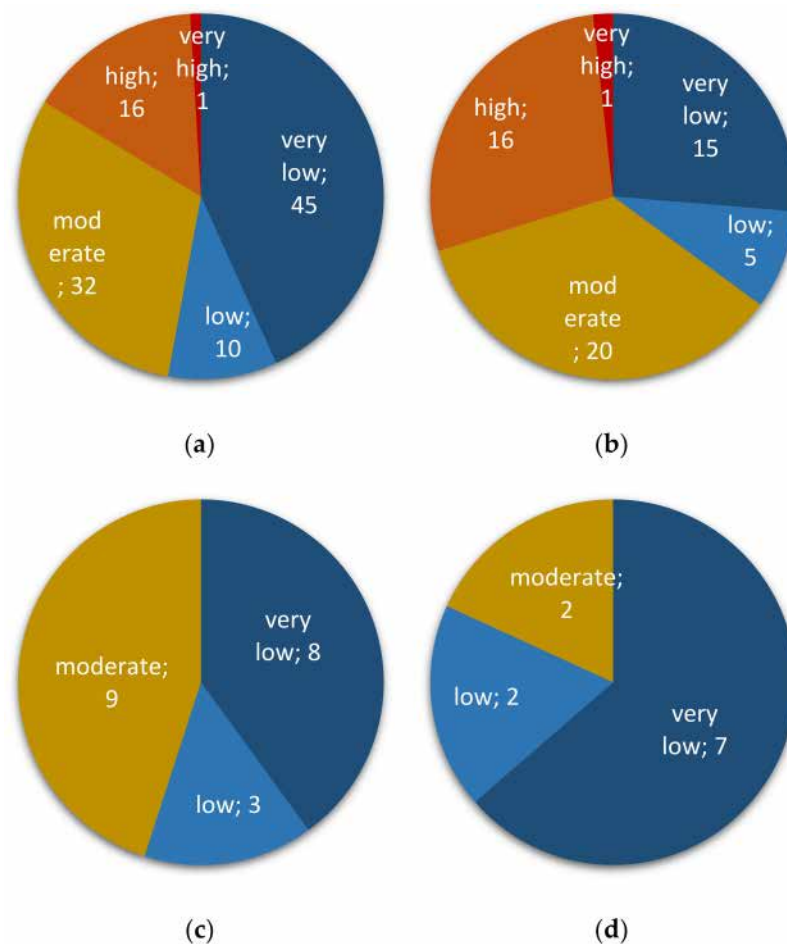 very
high;
1
high;
16
very
low;
45
mod
erate
; 32
low;
10
(a)
very
high;
1
high;
16
very
low;
15
low;
5
mod
erate
; 20
(b)
very
low; 8
moderate;
9
low; 3
(c)
moderate;
2
low; 2
very
low; 7
(d)